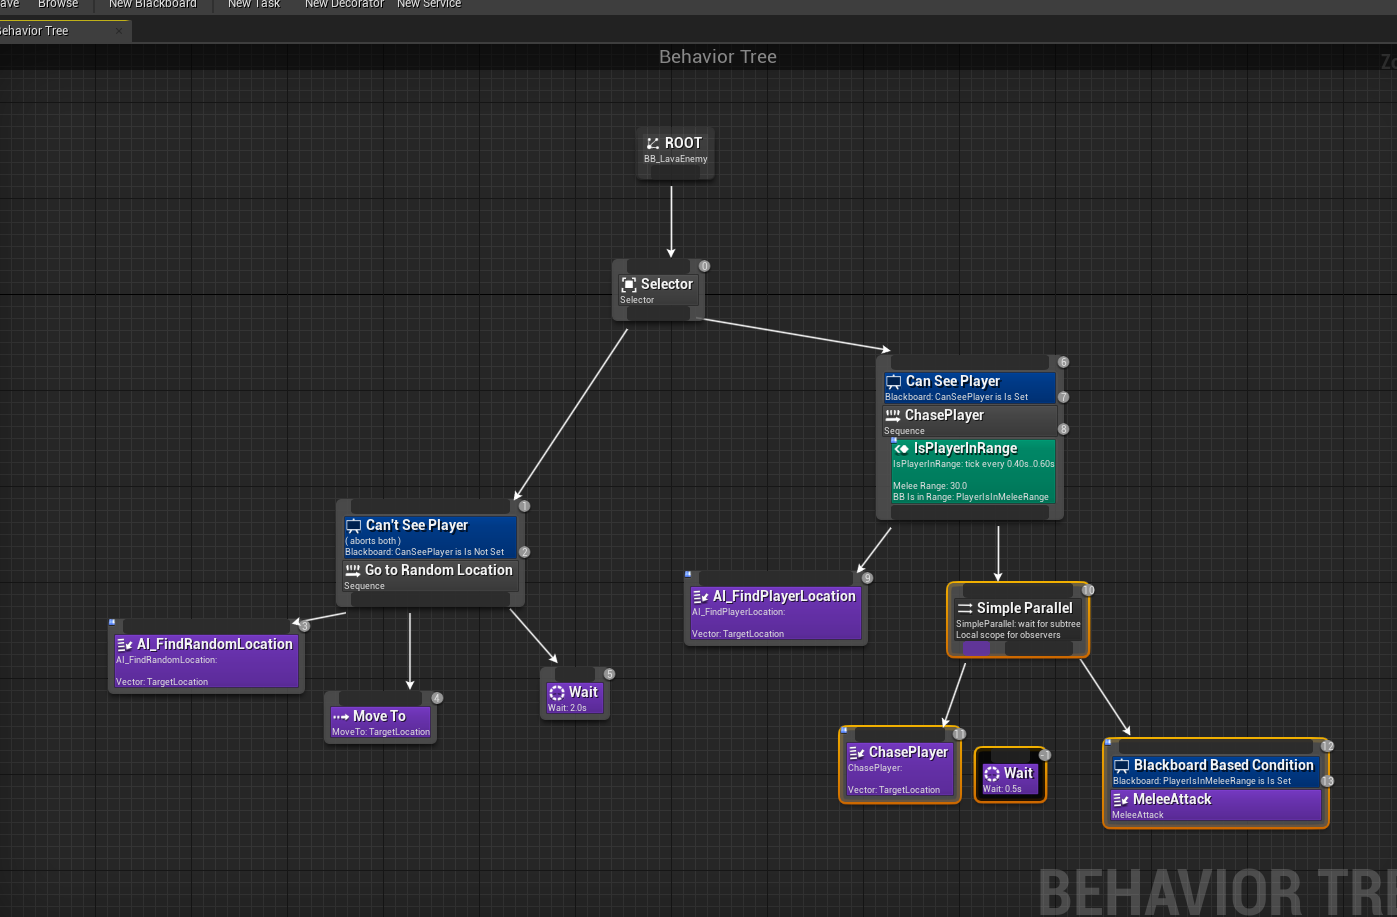 Browse
New Blackboard
New Task
New Decorator
New Service
Behavior Tree
Behavior Tree
ROOT
BB_LavaEnemy
0
Selector
Selector
6
Can See Player
Blackboard: CanSeePlayer is Is Set
7
ChasePlayer
Sequence
8
IsPlayerInRange
IsPlayerInRange: tick every 0.40s..0.60s
Melee Range: 30.0
BB Is in Range: PlayerIsInMeleeRange
1
Can't See Player
( aborts both )
Blackboard: CanSeePlayer is Is Not Set
2
Go to Random Location
Sequence
3
AI_FindRandomLocation
AI_FindRandomLocation:
Vector: TargetLocation
4
Move To
MoveTo: TargetLocation
5
Wait
Wait: 2.0s
9
AI_FindPlayerLocation
AI_FindPlayerLocation:
Vector: TargetLocation
10
Simple Parallel
SimpleParallel: wait for subtree
Local scope for observers
11
ChasePlayer
ChasePlayer:
Vector: TargetLocation
-1
Wait
Wait: 0.5s
12
Blackboard Based Condition
Blackboard: PlayerIsInMeleeRange is Is Set
13
MeleeAttack
MeleeAttack
BEHAVIOR TRE